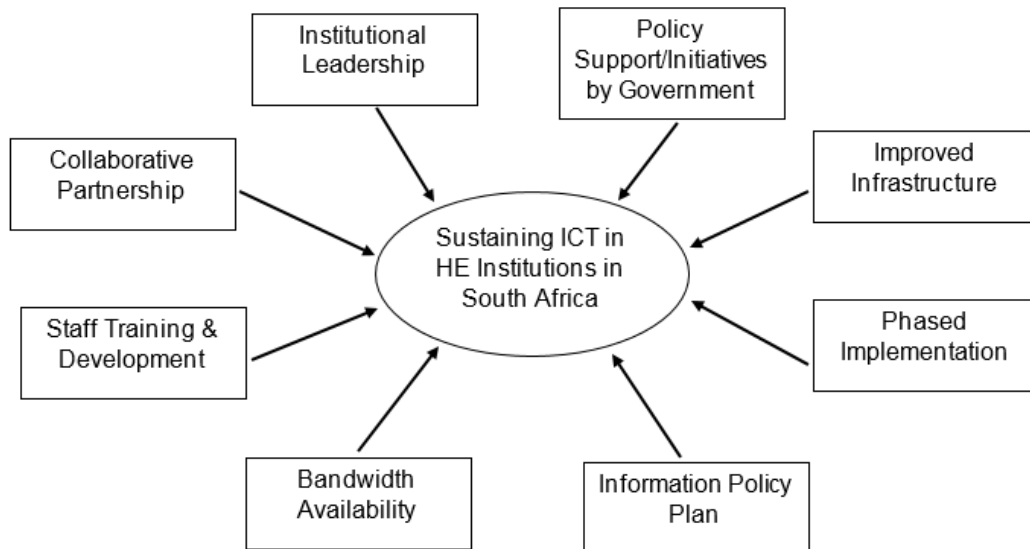 Institutional
Leadership
Policy
Support/Initiatives
by Government
Collaborative
Partnership
Improved
Infrastructure
Sustaining ICT in
HE Institutions in
South Africa
Staff Training &
Development
Phased
Implementation
Bandwidth
Availability
Information Policy
Plan